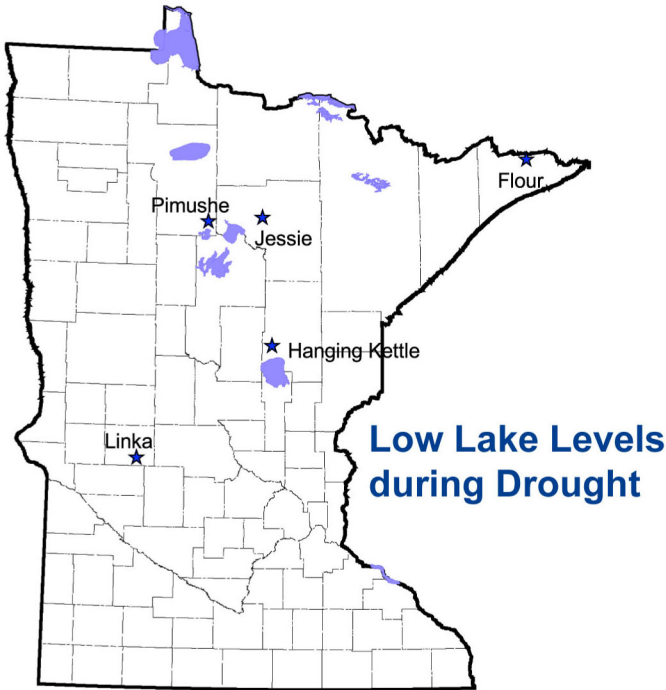 Flour
Pimushe
Jessie
Hanging Kettle
Linka
Low Lake Levels
during Drought